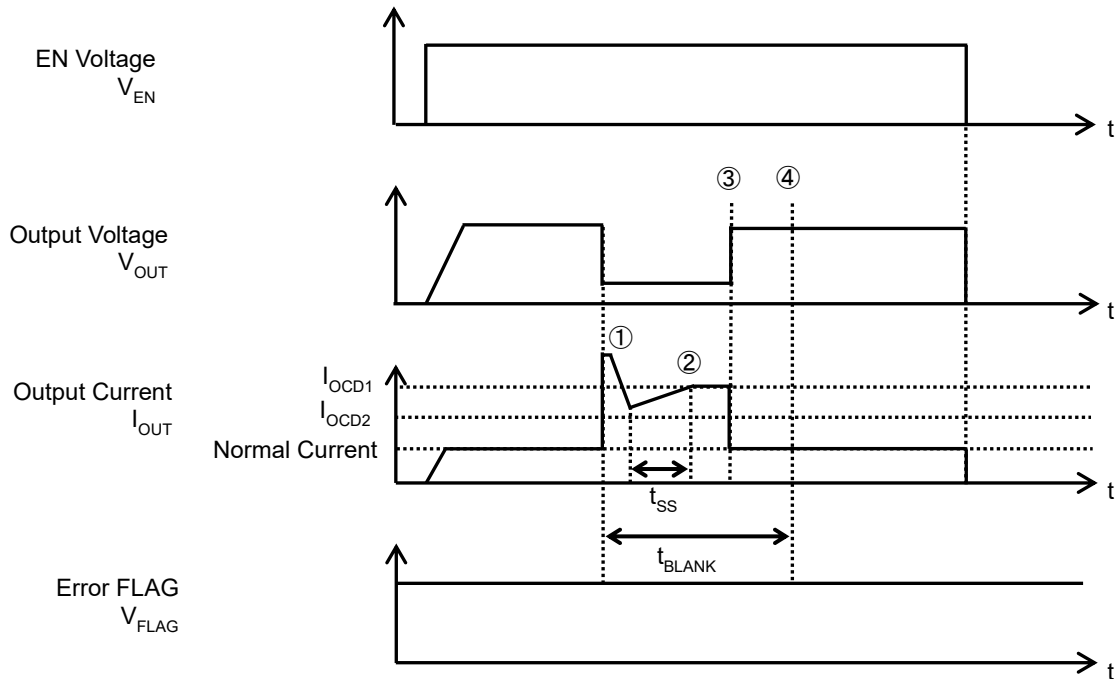 EN Voltage
V_EN
t
③ ④
Output Voltage
V_OUT
t
①
②
Output Current
I_OUT
I_OCD1
I_OCD2
Normal Current
t
t_SS
t_BLANK
Error FLAG
V_FLAG
t